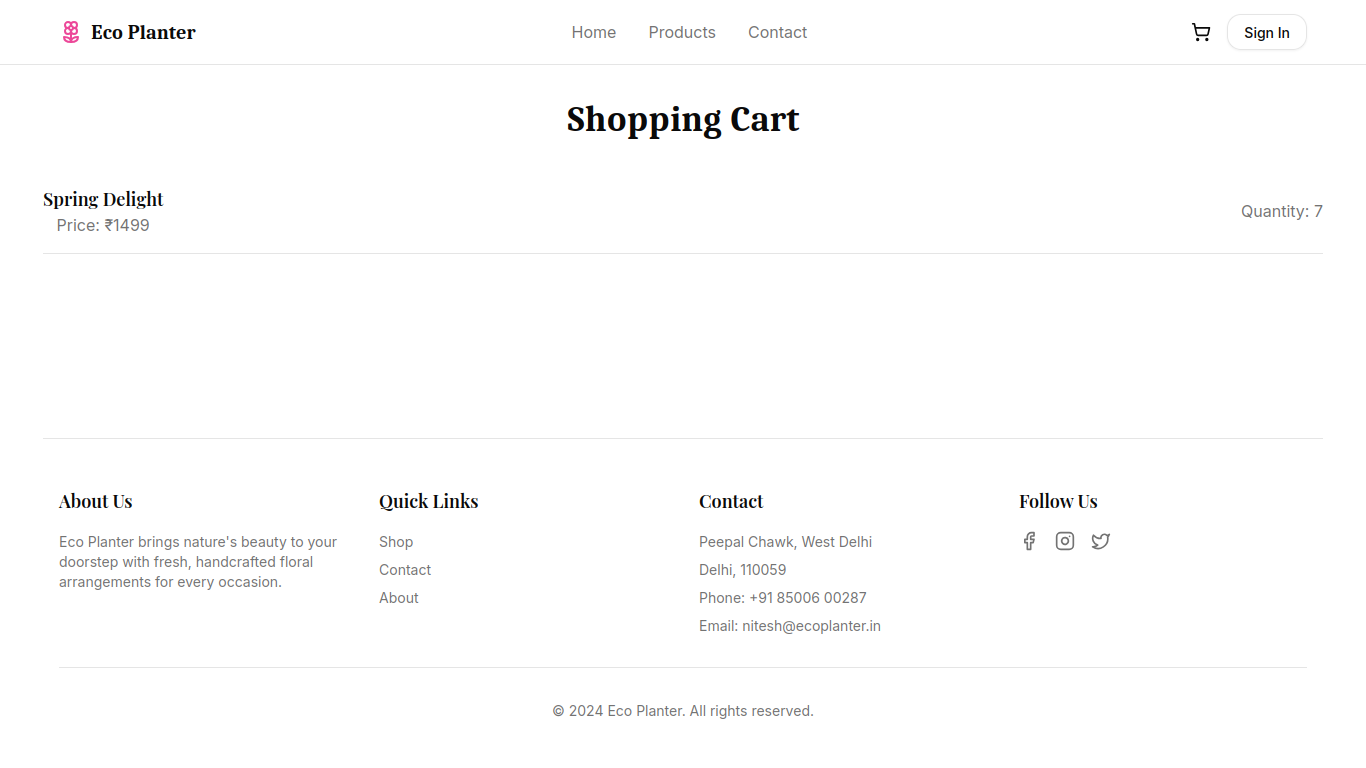 Eco Planter
Home
Products
Contact
Sign In
Shopping Cart
Spring Delight
Price: ₹1499
Quantity: 7
About Us
Eco Planter brings nature's beauty to your
doorstep with fresh, handcrafted floral
arrangements for every occasion.
Quick Links
Shop
Contact
About
Contact
Peepal Chawk, West Delhi
Delhi, 110059
Phone: +91 85006 00287
Email: nitesh@ecoplanter.in
Follow Us
© 2024 Eco Planter. All rights reserved.